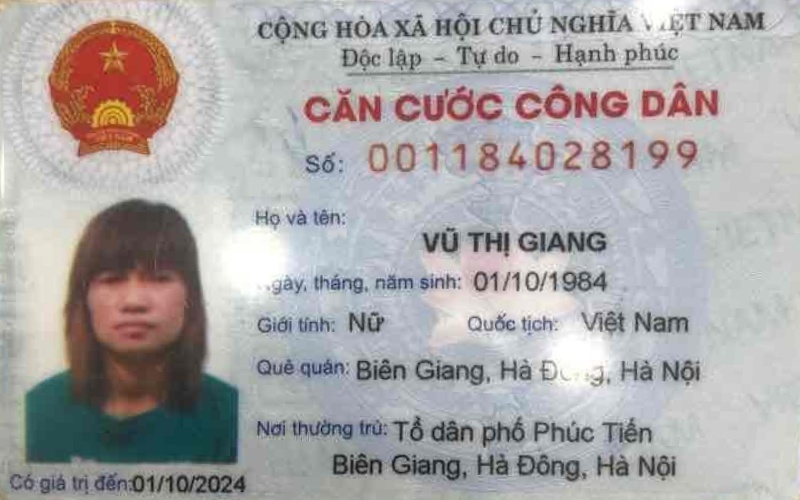 CỘNG HÒA XÃ HỘI CHỦ NGHĨA VIỆT NAM
Độc lập - Tự do - Hạnh phúc
CĂN CƯỚC CÔNG DÂN
Số: 001184028199
Họ và tên:
VŨ THỊ GIANG
Ngày, tháng, năm sinh: 01/10/1984
Giới tính: Nữ Quốc tịch: Việt Nam
Quê quán: Biên Giang, Hà Đông, Hà Nội
Nơi thường trú: Tổ dân phố Phúc Tiến
Biên Giang, Hà Đông, Hà Nội
Có giá trị đến: 01/10/2024